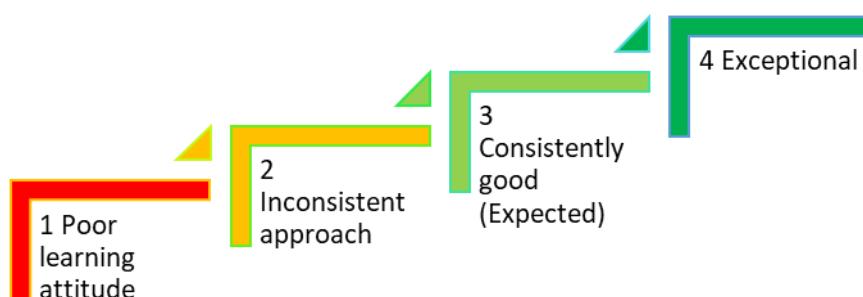 1 Poor
learning
attitude
2
Inconsistent
approach
3
Consistently
good
(Expected)
4 Exceptional